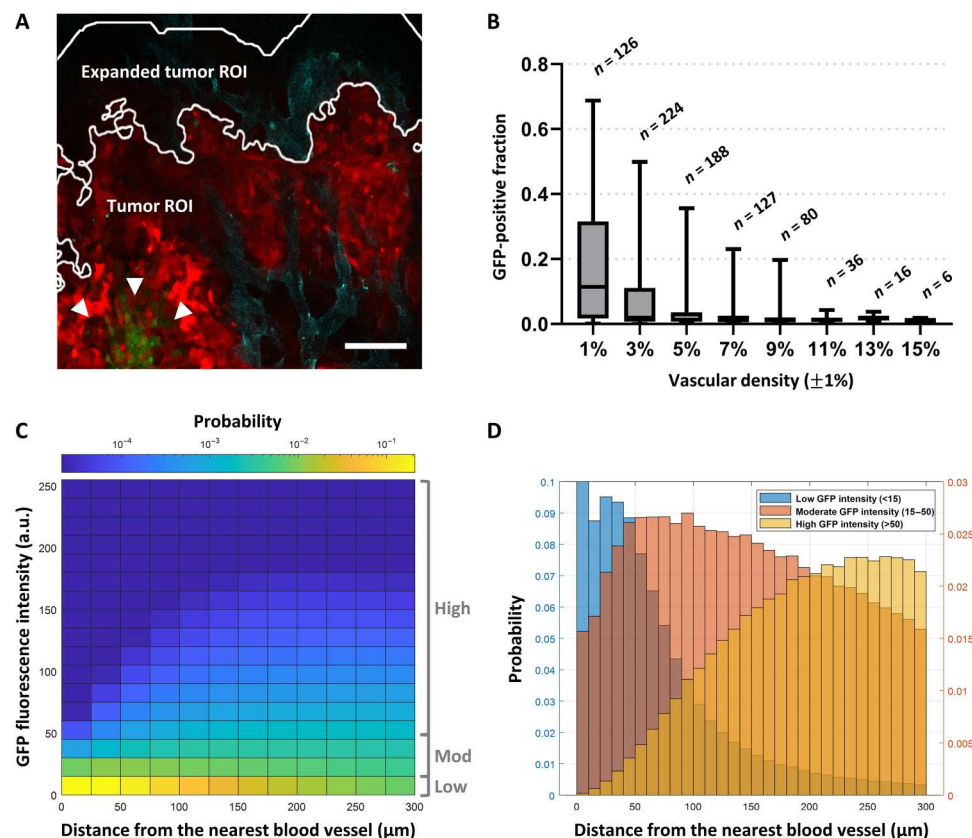 A
Expanded tumor ROI
Tumor ROI
B
GFP-positive fraction
0.8
0.6
0.4
0.2
0.0
n = 126
n = 224
n = 188
n = 127
n = 80
n = 36
n = 16
n = 6
1% 3% 5% 7% 9% 11% 13% 15%
Vascular density (±1%)
C
Probability
10⁻⁴ 10⁻³ 10⁻² 10⁻¹
GFP fluorescence intensity (a.u.)
250
200
150
100
50
0
High
Mod
Low
0 50 100 150 200 250 300
Distance from the nearest blood vessel (μm)
D
Probability
0.1
0.09
0.08
0.07
0.06
0.05
0.04
0.03
0.02
0.01
0
Low GFP intensity (<15)
Moderate GFP intensity (15–50)
High GFP intensity (>50)
0.03
0.025
0.02
0.015
0.01
0.005
0
0 50 100 150 200 250 300
Distance from the nearest blood vessel (μm)